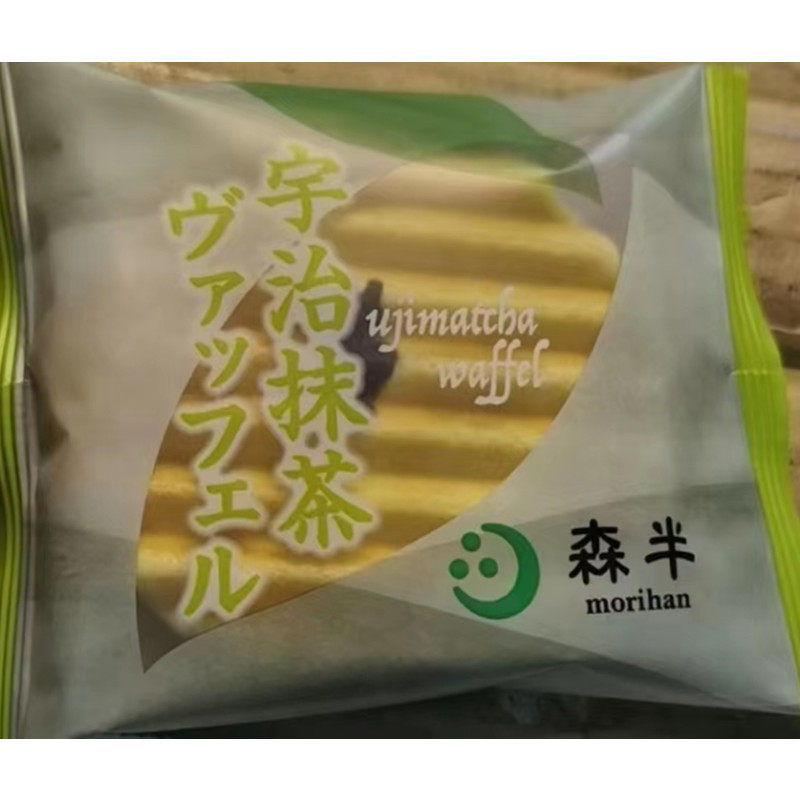 宇治抹茶
ヴァッフェル
ujimatcha
waffel
森半
morihan